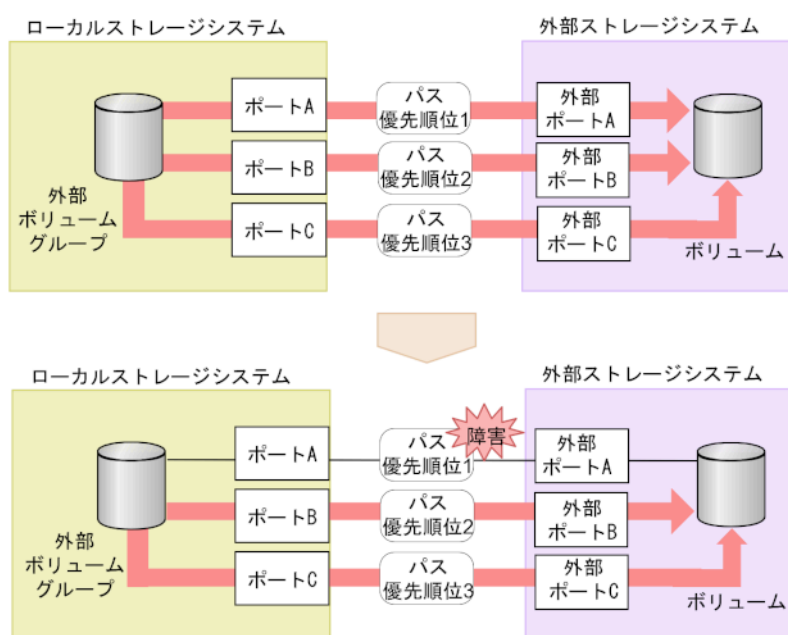 ローカルストレージシステム
外部ストレージシステム
ポートA
パス
優先順位1
外部
ポートA
ポートB
パス
優先順位2
外部
ポートB
外部
ボリューム
グループ
ポートC
パス
優先順位3
外部
ポートC
ボリューム
ローカルストレージシステム
外部ストレージシステム
障害
ポートA
パス
優先順位1
外部
ポートA
ポートB
パス
優先順位2
外部
ポートB
外部
ボリューム
グループ
ポートC
パス
優先順位3
外部
ポートC
ボリューム